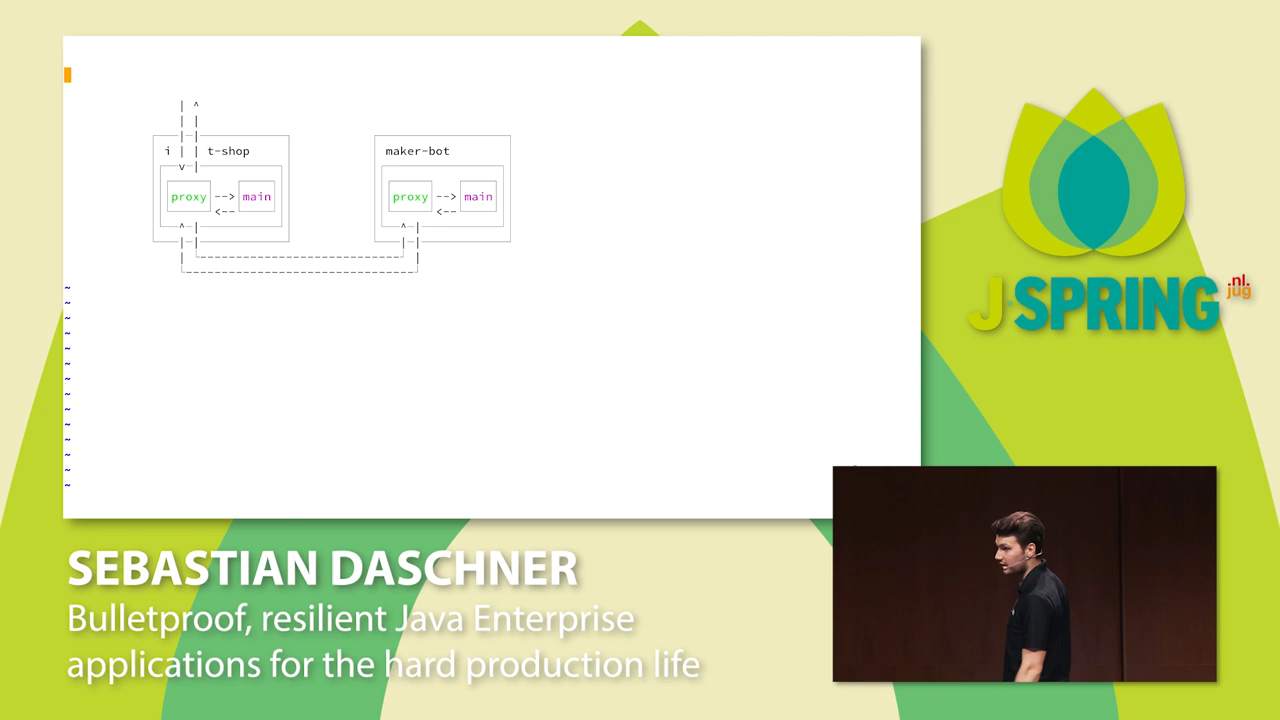 i t-shop
maker-bot
proxy --> main
<--
proxy --> main
<--
J·SPRING
.nl.
jug
SEBASTIAN DASCHNER
Bulletproof, resilient Java Enterprise
applications for the hard production life